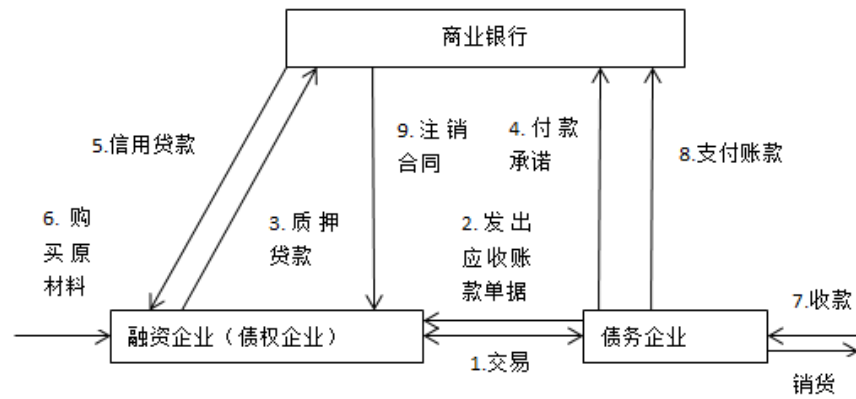 商业银行
5.信用贷款
9. 注 销
合同
4. 付 款
承诺
8.支付账款
6. 购
买 原
材料
3. 质 押
贷款
2. 发 出
应收账
款单据
7.收款
融资企业（债权企业）
债务企业
1.交易
销货